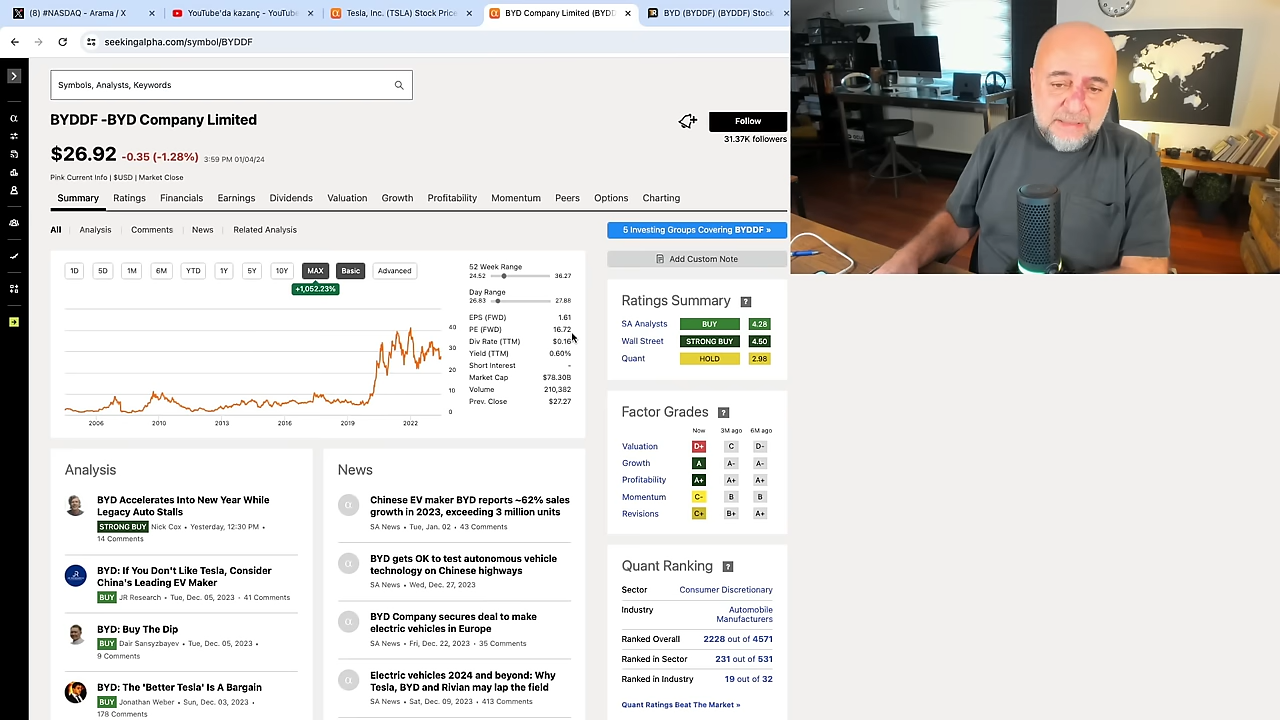 (2) #NASDAQ - Arama / X
YouTube'da kazanç - YouTube
Tesla, Inc. (TSLA) Stock Price
BYD Company Limited (BYD
BYD (BYDDF) (BYDDF) Stock
/symbol/BYDDF
Symbols, Analysts, Keywords
BYDDF -BYD Company Limited
Follow
31.37K followers
$26.92 -0.35 (-1.28%) 3:59 PM 01/04/24
Pink Current Info | $USD | Market Close
Summary Ratings Financials Earnings Dividends Valuation Growth Profitability Momentum Peers Options Charting
All Analysis Comments News Related Analysis
5 Investing Groups Covering BYDDF »
Add Custom Note
1D 5D 1M 6M YTD 1Y 5Y 10Y MAX Basic Advanced
+1,052.23%
40
30
20
10
0
2006 2010 2013 2016 2019 2022
52 Week Range
24.52 36.27
Day Range
26.83 27.88
EPS (FWD) 1.61
PE (FWD) 16.72
Div Rate (TTM) $0.16
Yield (TTM) 0.60%
Short Interest -
Market Cap $78.30B
Volume 210,382
Prev. Close $27.27
Ratings Summary ?
SA Analysts BUY 4.28
Wall Street STRONG BUY 4.50
Quant HOLD 2.98
Factor Grades ?
Now 3M ago 6M ago
Valuation D+ C D-
Growth A A- A-
Profitability A+ A+ A+
Momentum C- B B
Revisions C+ B+ A+
Quant Ranking ?
Sector Consumer Discretionary
Industry Automobile
Manufacturers
Ranked Overall 2228 out of 4571
Ranked in Sector 231 out of 531
Ranked in Industry 19 out of 32
Quant Ratings Beat The Market »
Analysis
BYD Accelerates Into New Year While
Legacy Auto Stalls
STRONG BUY Nick Cox • Yesterday, 12:30 PM •
14 Comments
BYD: If You Don't Like Tesla, Consider
China's Leading EV Maker
BUY JR Research • Tue, Dec. 05, 2023 • 41 Comments
BYD: Buy The Dip
BUY Dair Sansyzbayev • Tue, Dec. 05, 2023 •
9 Comments
BYD: The 'Better Tesla' Is A Bargain
BUY Jonathan Weber • Sun, Dec. 03, 2023 •
178 Comments
News
Chinese EV maker BYD reports ~62% sales
growth in 2023, exceeding 3 million units
SA News • Tue, Jan. 02 • 43 Comments
BYD gets OK to test autonomous vehicle
technology on Chinese highways
SA News • Wed, Dec. 27, 2023
BYD Company secures deal to make
electric vehicles in Europe
SA News • Fri, Dec. 22, 2023 • 35 Comments
Electric vehicles 2024 and beyond: Why
Tesla, BYD and Rivian may lap the field
SA News • Sat, Dec. 09, 2023 • 413 Comments